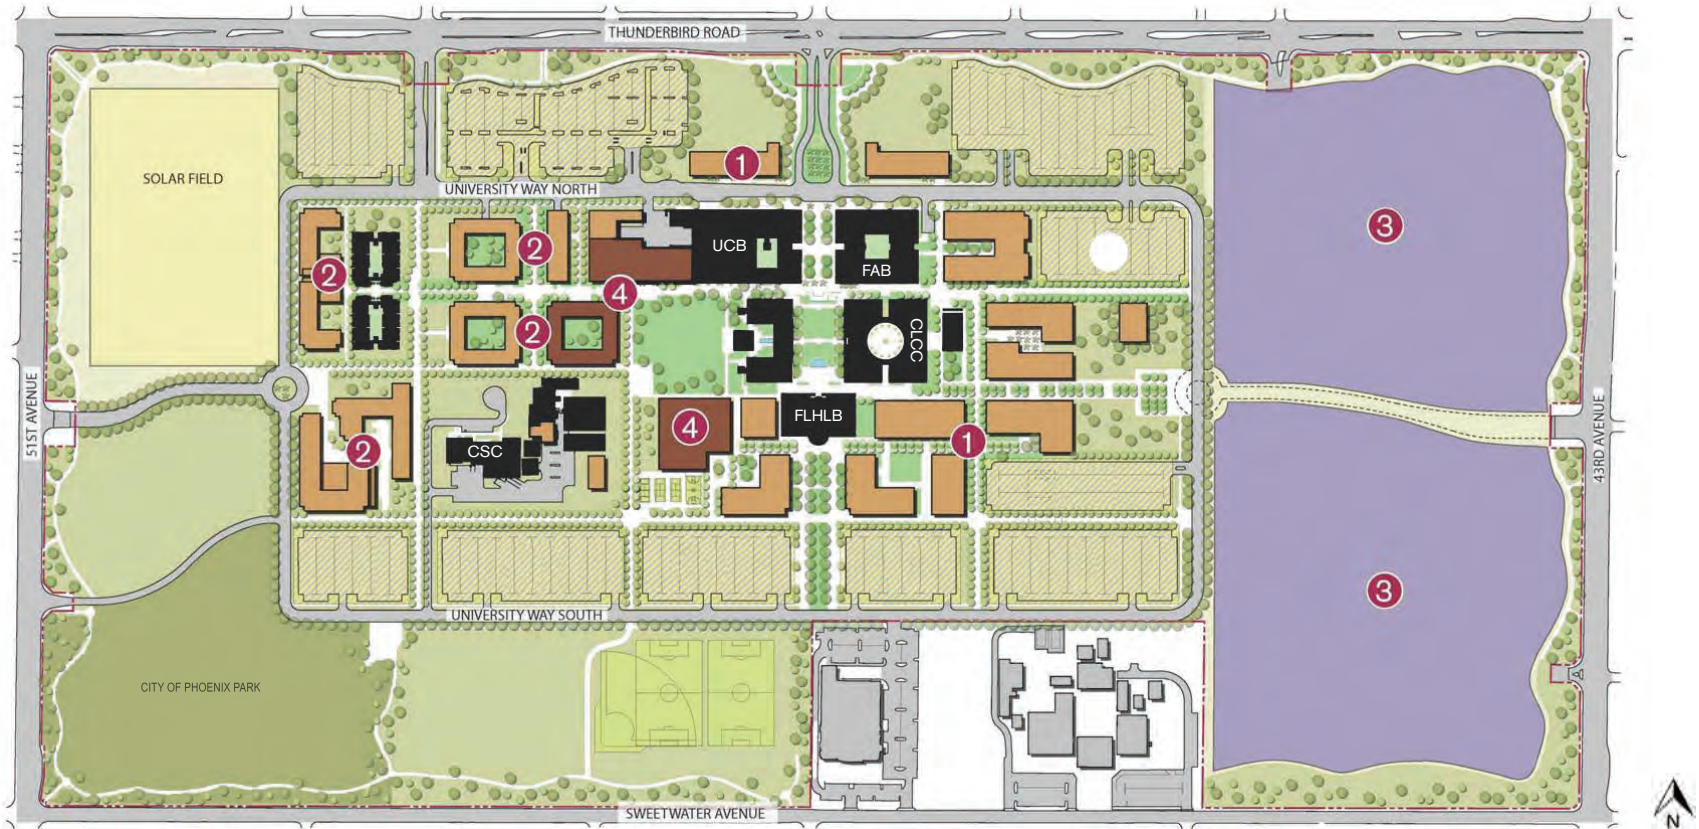 THUNDERBIRD ROAD
1
SOLAR FIELD
UNIVERSITY WAY NORTH
3
2
UCB
2
FAB
4
2
CLCC
51ST AVENUE
43RD AVENUE
FLHLB
4
1
2
CSC
3
UNIVERSITY WAY SOUTH
CITY OF PHOENIX PARK
SWEETWATER AVENUE
N